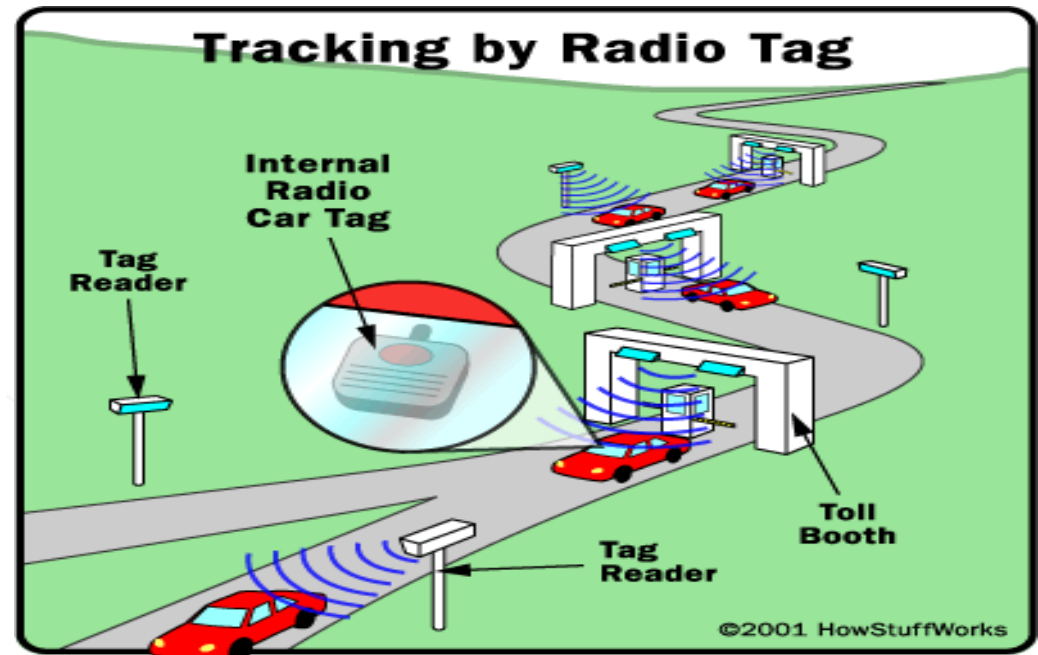 Tracking by Radio Tag
Internal
Radio
Car Tag
Tag
Reader
Toll
Booth
Tag
Reader
©2001 HowStuffWorks